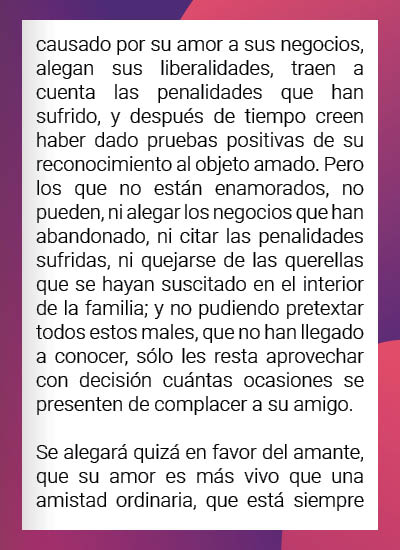 causado por su amor a sus negocios,
alegan sus liberalidades, traen a
cuenta las penalidades que han
sufrido, y después de tiempo creen
haber dado pruebas positivas de su
reconocimiento al objeto amado. Pero
los que no están enamorados, no
pueden, ni alegar los negocios que han
abandonado, ni citar las penalidades
sufridas, ni quejarse de las querellas
que se hayan suscitado en el interior
de la familia; y no pudiendo pretextar
todos estos males, que no han llegado
a conocer, sólo les resta aprovechar
con decisión cuántas ocasiones se
presenten de complacer a su amigo.

Se alegará quizá en favor del amante,
que su amor es más vivo que una
amistad ordinaria, que está siempre